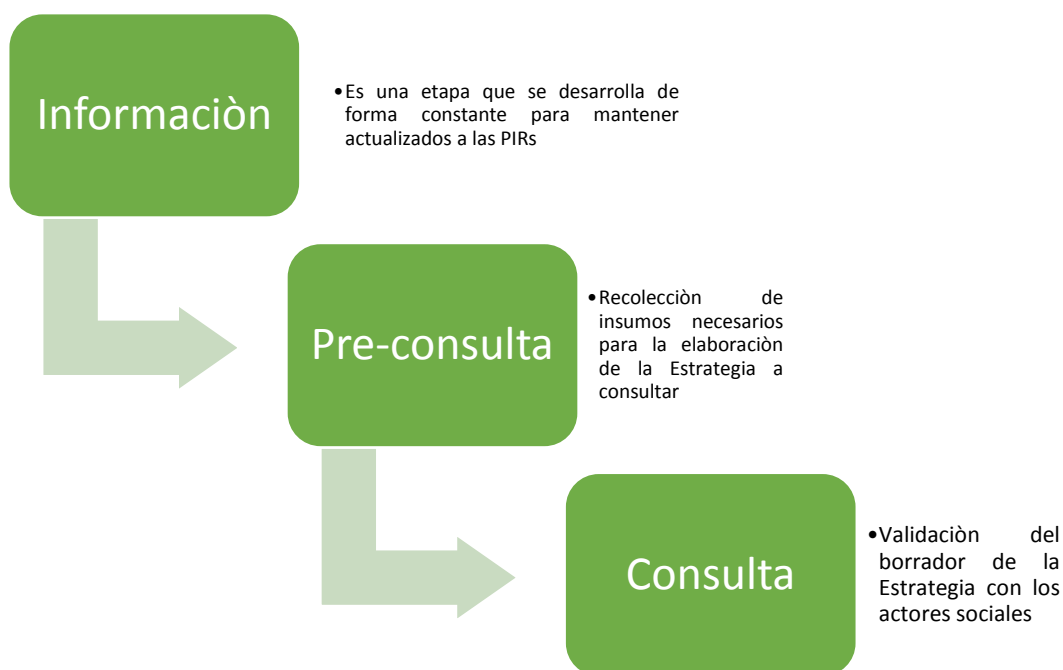 Informaciòn
•Es una etapa que se desarrolla de
forma constante para mantener
actualizados a las PIRs
Pre-consulta
•Recolecciòn de
insumos necesarios
para la elaboraciòn
de la Estrategia a
consultar
Consulta
•Validaciòn del
borrador de la
Estrategia con los
actores sociales